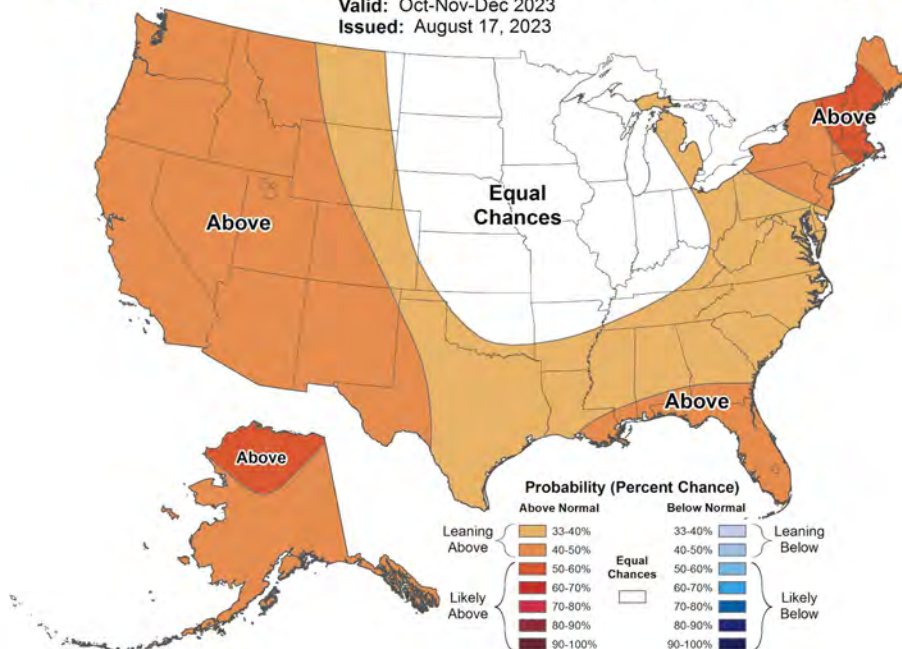 Valid: Oct-Nov-Dec 2023
Issued: August 17, 2023
Above
Equal
Chances
Above
Above
Above
Probability (Percent Chance)
Above Normal
Below Normal
Leaning
Above
33-40%
40-50%
50-60%
60-70%
70-80%
80-90%
90-100%
Likely
Above
Equal
Chances
33-40%
40-50%
50-60%
60-70%
70-80%
80-90%
90-100%
Leaning
Below
Likely
Below